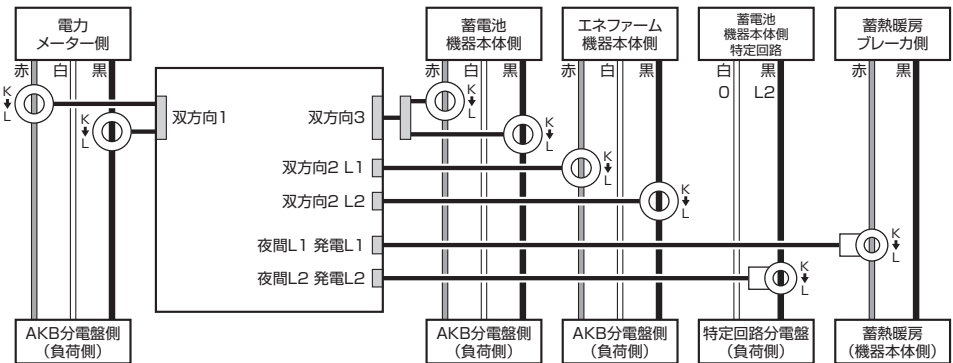 電力
メーター側
蓄電池
機器本体側
エネファーム
機器本体側
蓄電池
機器本体側
特定回路
蓄熱暖房
ブレーカ側
赤 白 黒
赤 白 黒
赤 白 黒
白 黒
O L2
赤 黒
K
L
K
L
双方向1
双方向3
K
L
K
L
双方向2 L1
K
L
双方向2 L2
K
L
夜間L1 発電L1
K
L
夜間L2 発電L2
K
L
AKB分電盤側
(負荷側)
AKB分電盤側
(負荷側)
AKB分電盤側
(負荷側)
特定回路分電盤
(負荷側)
蓄熱暖房
(機器本体側)